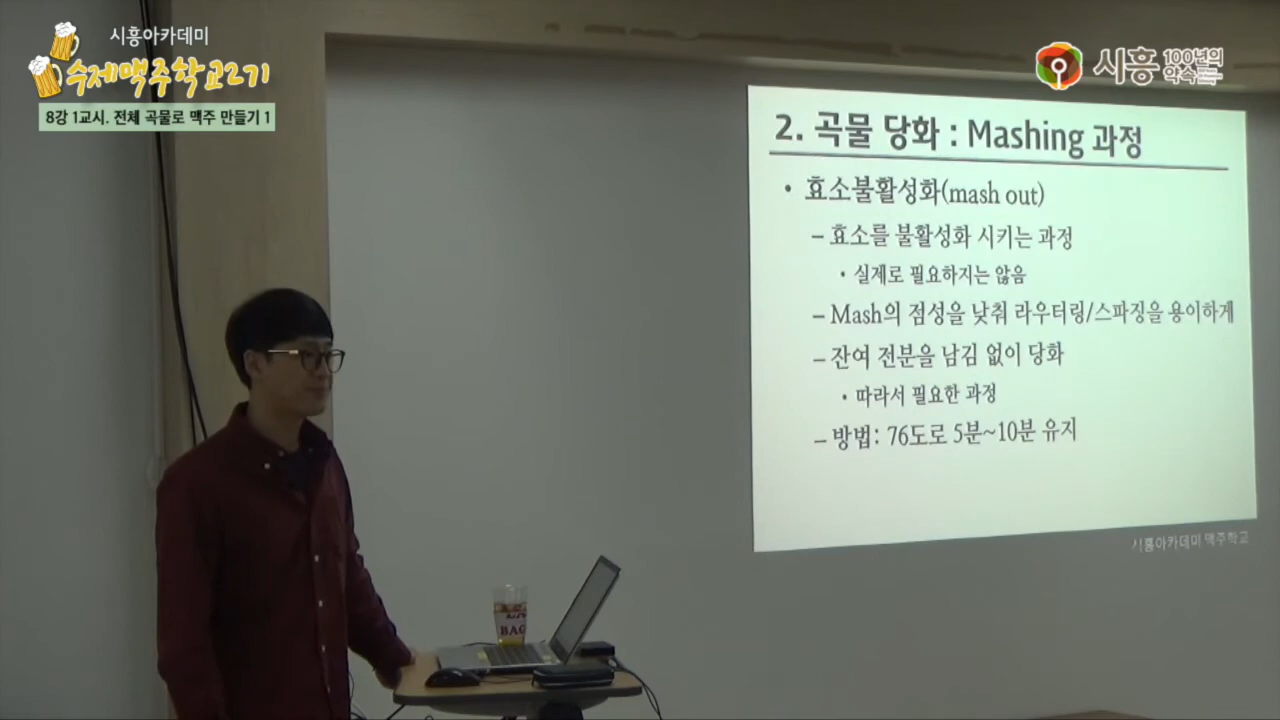 시흥아카데미
수제맥주학교2기
8강 1교시. 전체 곡물로 맥주 만들기 1
시흥 100년의
약속
2. 곡물 당화 : Mashing 과정
• 효소불활성화(mash out)
– 효소를 불활성화 시키는 과정
• 실제로 필요하지는 않음
– Mash의 점성을 낮춰 라우터링/스파징을 용이하게
– 잔여 전분을 남김 없이 당화
• 따라서 필요한 과정
– 방법: 76도로 5분~10분 유지
시흥아카데미 맥주학교
BAG